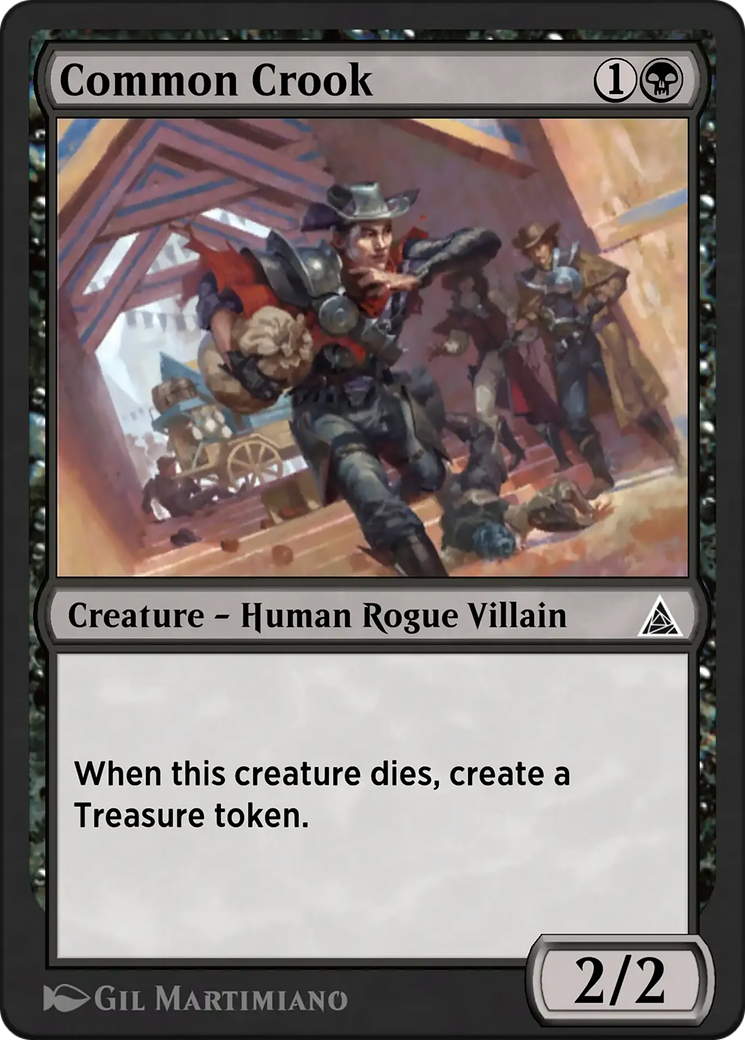 Common Crook
1
Creature – Human Rogue Villain
When this creature dies, create a
Treasure token.
2/2
Gil Martimiano